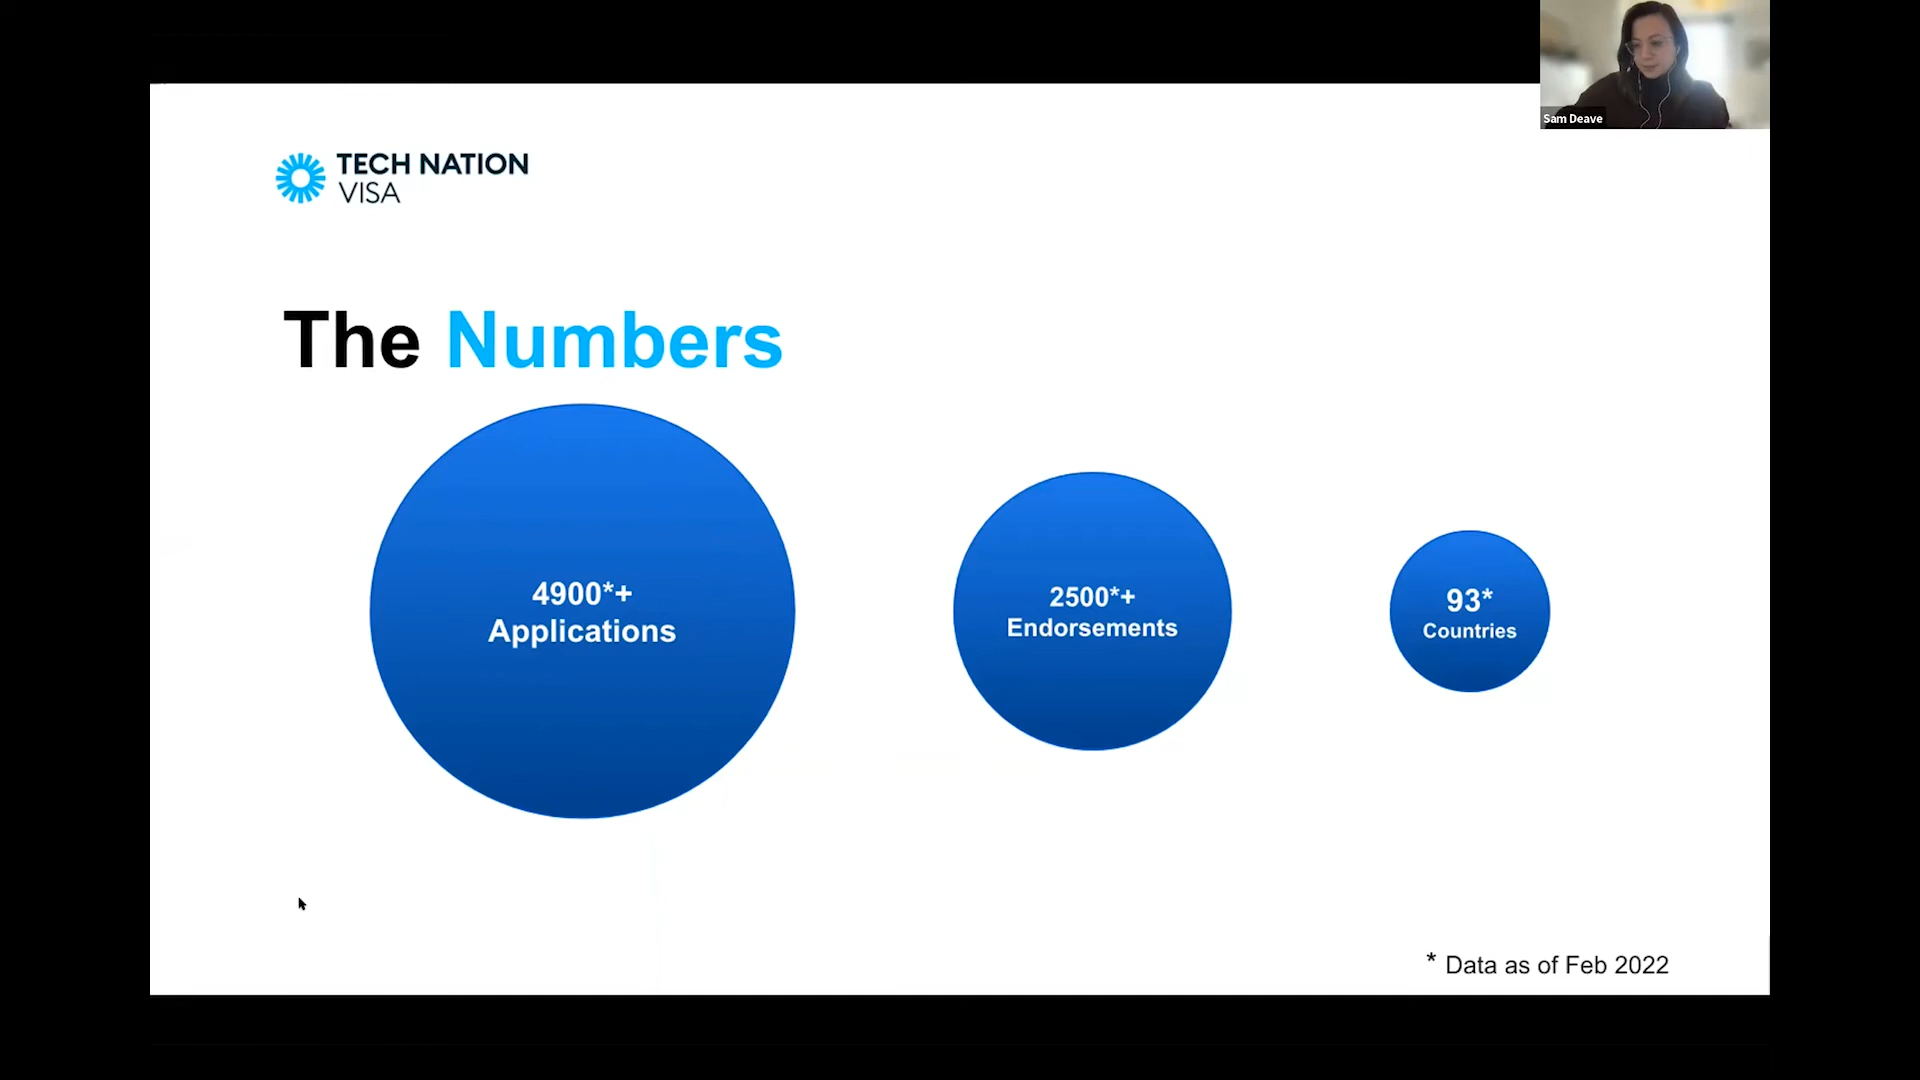 Sam Deave
TECH NATION
VISA
The Numbers
4900*+
Applications
2500*+
Endorsements
93*
Countries
* Data as of Feb 2022